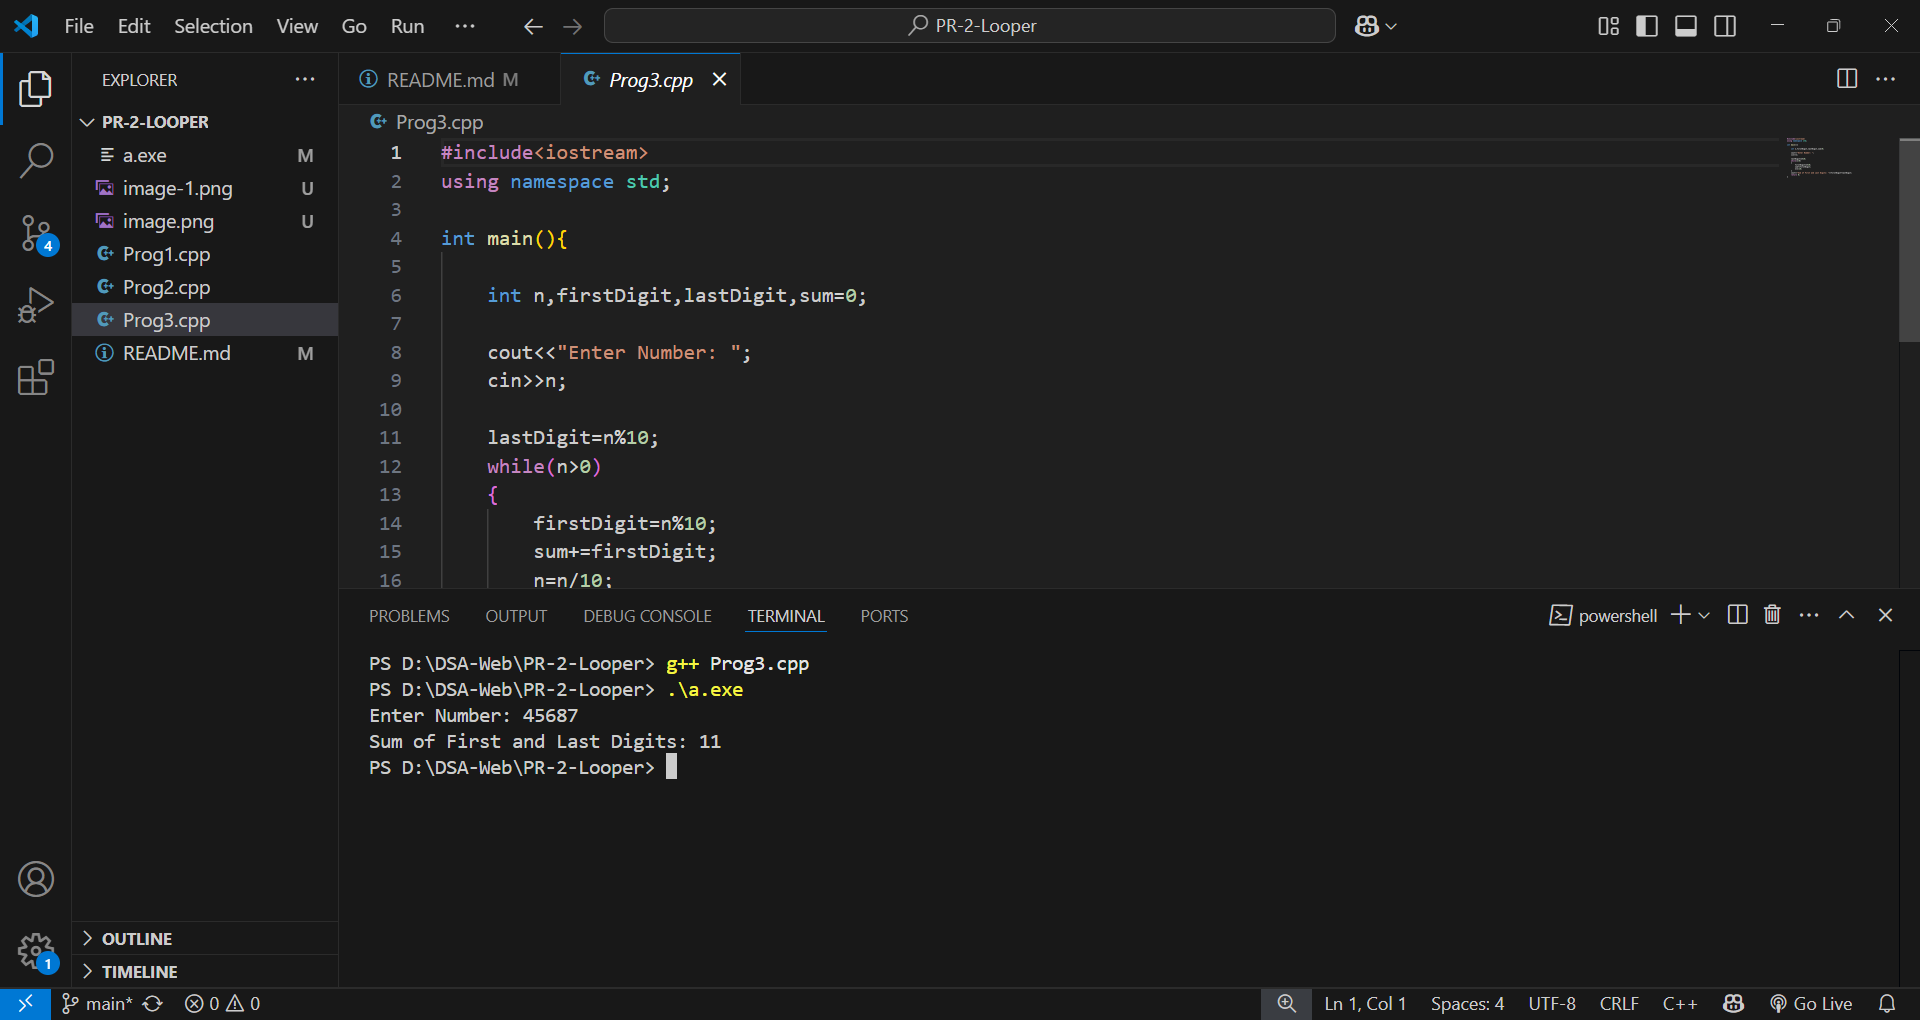 File Edit Selection View Go Run ··· PR-2-Looper
EXPLORER ···
PR-2-LOOPER
a.exe M
image-1.png U
image.png U
Prog1.cpp
Prog2.cpp
Prog3.cpp
README.md M
4
1
OUTLINE
TIMELINE
README.md M Prog3.cpp
Prog3.cpp
1 #include<iostream>
2 using namespace std;
3
4 int main(){
5
6 int n,firstDigit,lastDigit,sum=0;
7
8 cout<<"Enter Number: ";
9 cin>>n;
10
11 lastDigit=n%10;
12 while(n>0)
13 {
14 firstDigit=n%10;
15 sum+=firstDigit;
16 n=n/10;
PROBLEMS OUTPUT DEBUG CONSOLE TERMINAL PORTS powershell
PS D:\DSA-Web\PR-2-Looper> g++ Prog3.cpp
PS D:\DSA-Web\PR-2-Looper> .\a.exe
Enter Number: 45687
Sum of First and Last Digits: 11
PS D:\DSA-Web\PR-2-Looper>
main* 0 0 Ln 1, Col 1 Spaces: 4 UTF-8 CRLF C++ Go Live